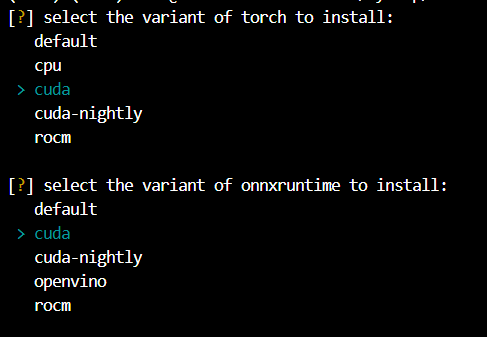 [?] select the variant of torch to install:
default
cpu
> cuda
cuda-nightly
rocm
[?] select the variant of onnxruntime to install:
default
> cuda
cuda-nightly
openvino
rocm